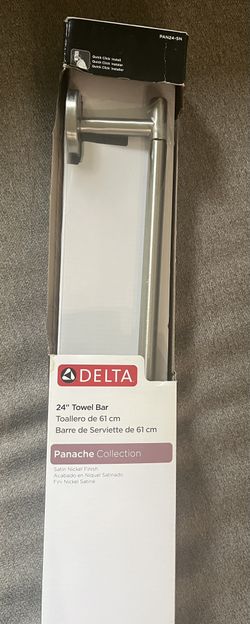 PAN24-SN
Quick Click Install
Quick Click Instalar
Quick Click Installer
DELTA
24" Towel Bar
Toallero de 61 cm
Barre de Serviette de 61 cm
Panache Collection
Satin Nickel Finish
Acabado en Níquel Satinado
Fini Nickel Satiné